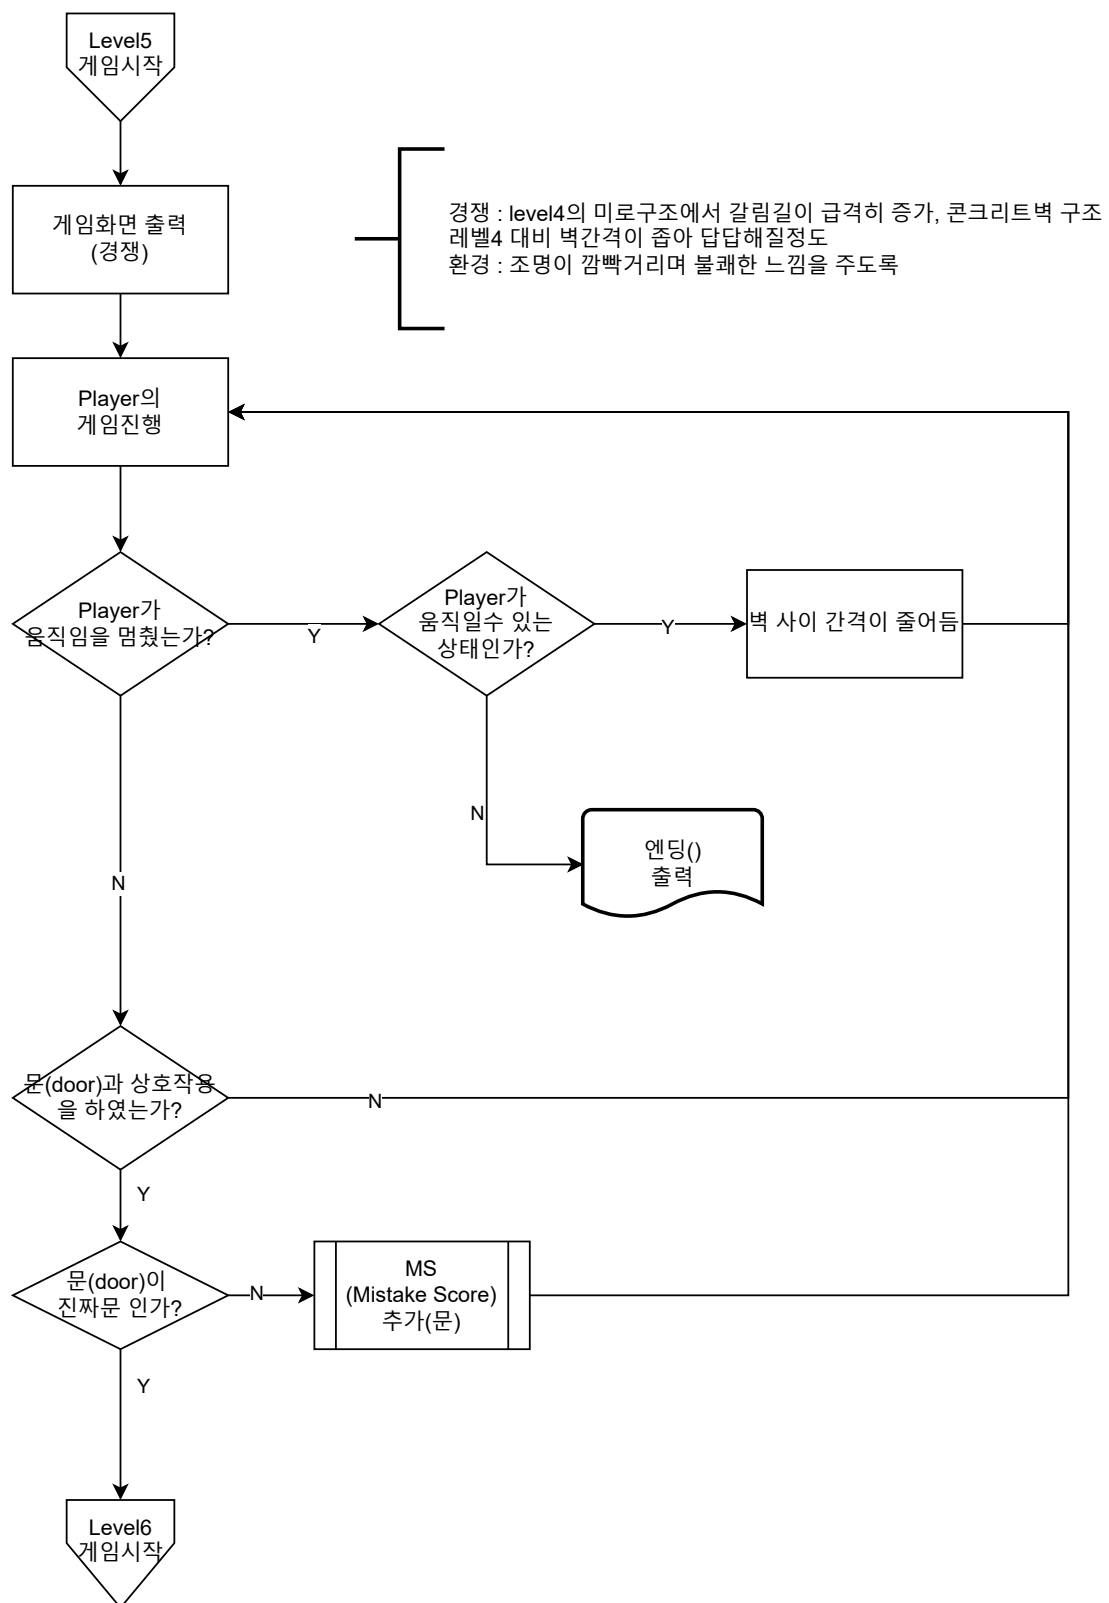 Level5
게임시작
게임화면 출력
(경쟁)
경쟁 : level4의 미로구조에서 갈림길이 급격히 증가, 콘크리트벽 구조
레벨4 대비 벽간격이 좁아 답답해질정도
환경 : 조명이 깜빡거리며 불쾌한 느낌을 주도록
Player의
게임진행
Player가
움직임을 멈췄는가?
Y
Player가
움직일수 있는
상태인가?
Y
벽 사이 간격이 줄어듬
N
엔딩()
출력
N
문(door)과 상호작용
을 하였는가?
N
Y
문(door)이
진짜문 인가?
N
MS
(Mistake Score)
추가(문)
Y
Level6
게임시작